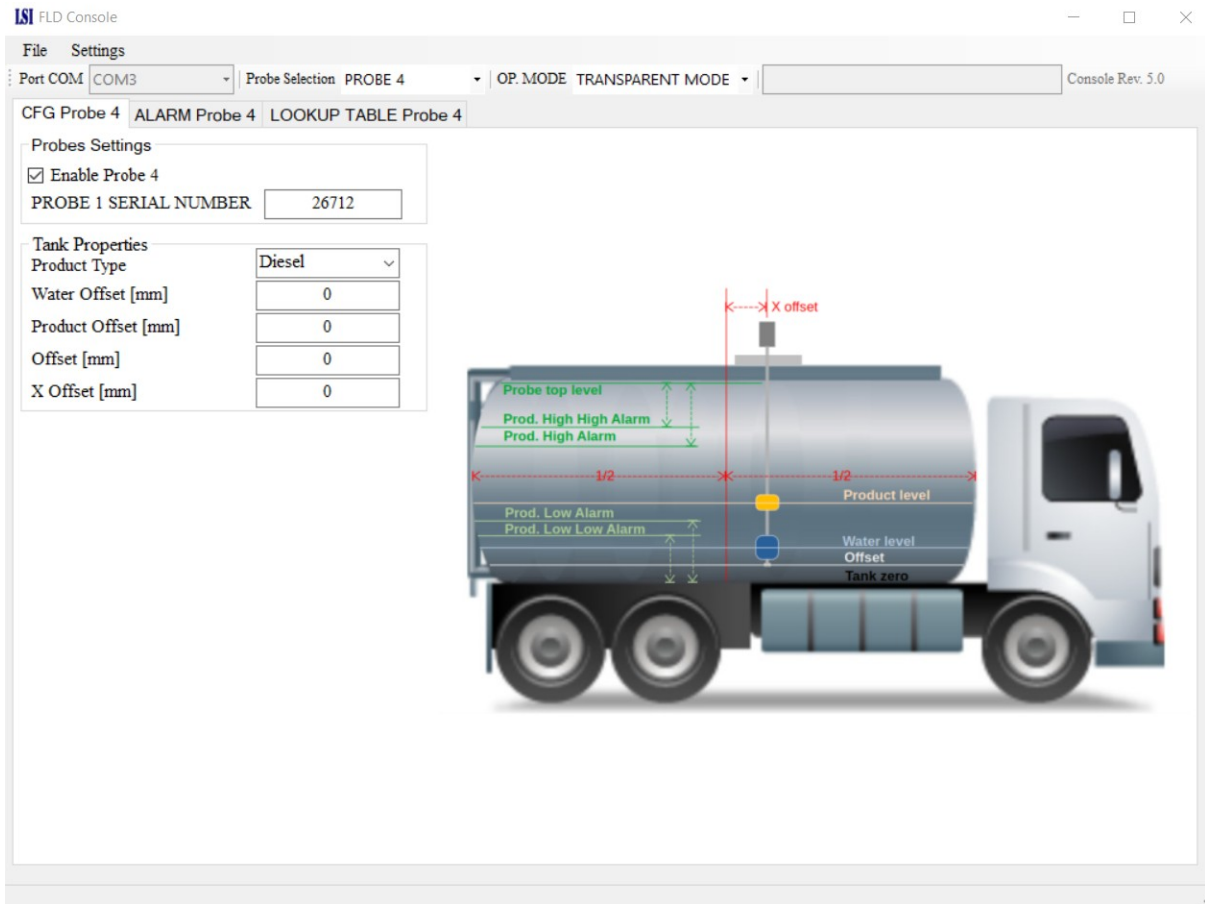 LSI FLD Console
File Settings
Port COM COM3 Probe Selection PROBE 4 OP. MODE TRANSPARENT MODE Console Rev. 5.0
CFG Probe 4 ALARM Probe 4 LOOKUP TABLE Probe 4
Probes Settings
Enable Probe 4
PROBE 1 SERIAL NUMBER 26712
Tank Properties
Product Type Diesel
Water Offset [mm] 0
Product Offset [mm] 0
Offset [mm] 0
X Offset [mm] 0
X offset
Probe top level
Prod. High High Alarm
Prod. High Alarm
1/2 1/2
Product level
Prod. Low Alarm
Prod. Low Low Alarm
Water level
Offset
Tank zero